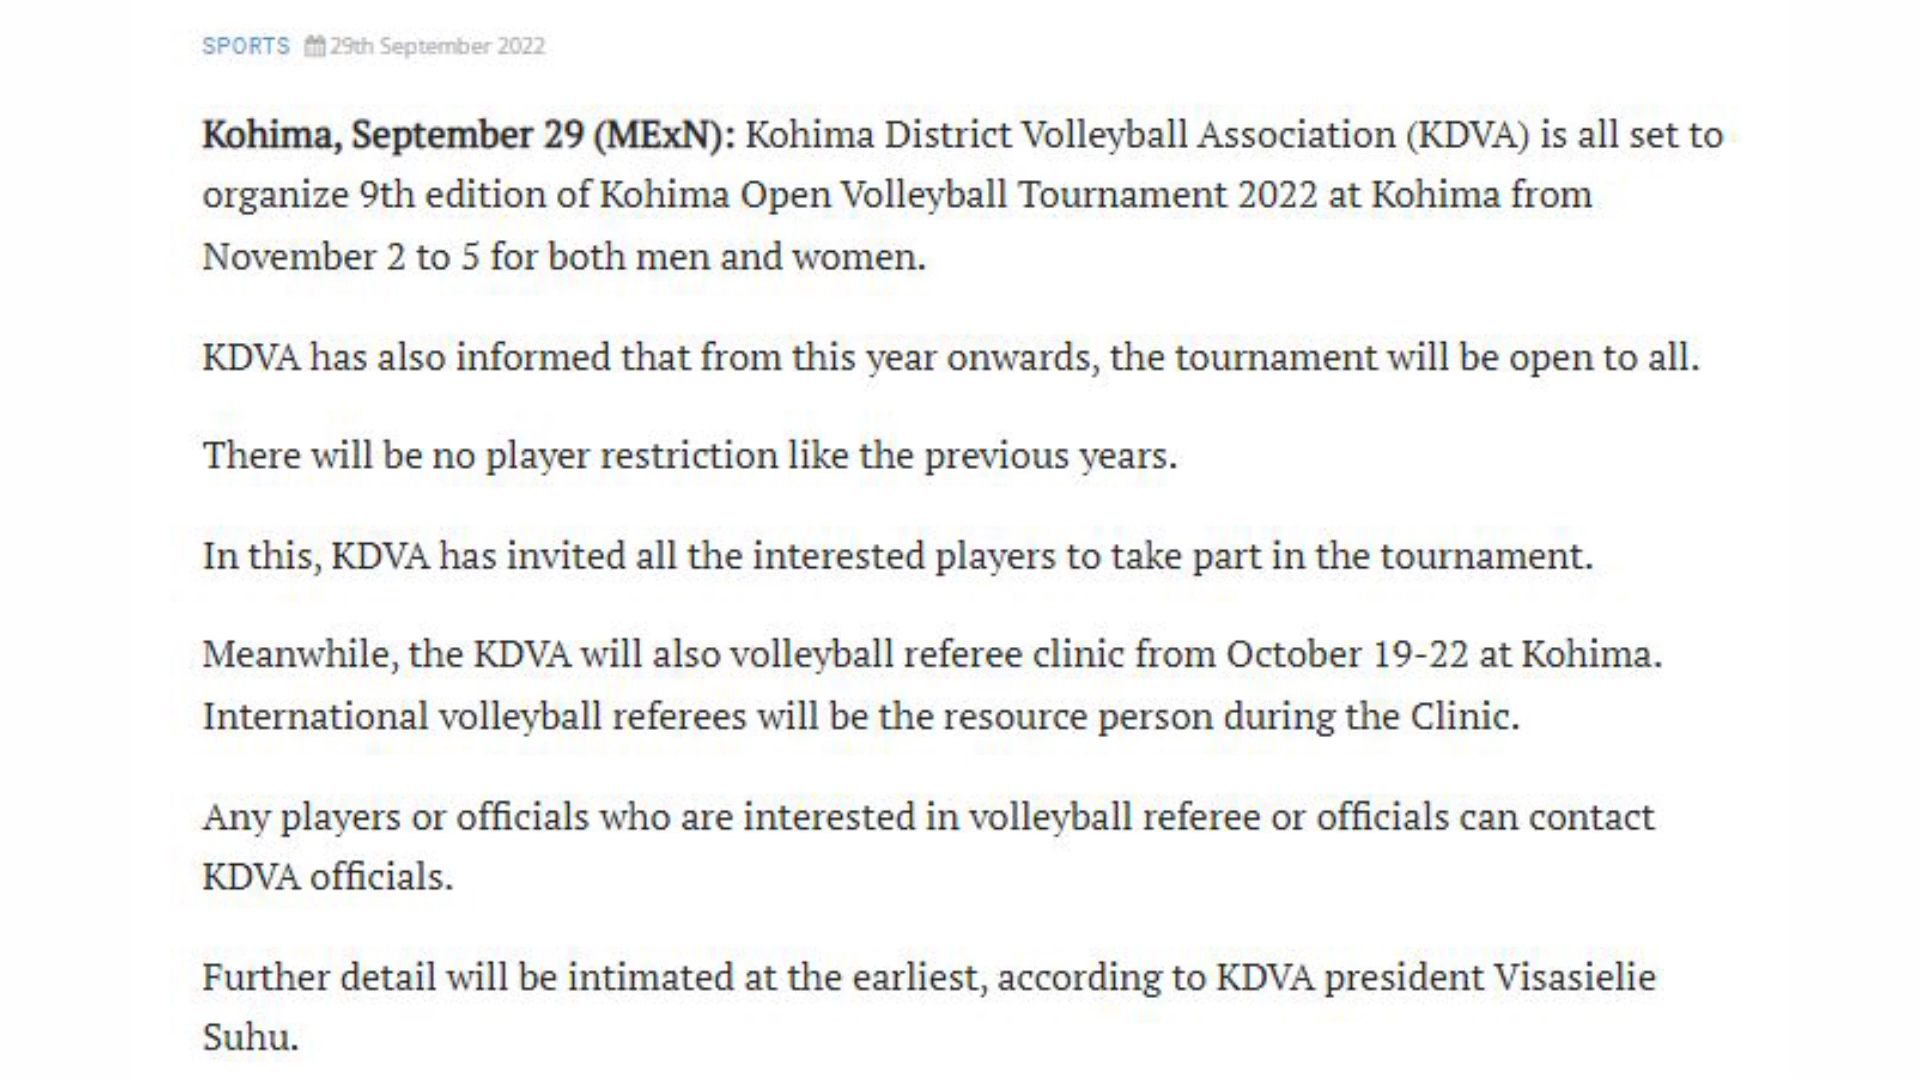 SPORTS 29th September 2022
Kohima, September 29 (MExN): Kohima District Volleyball Association (KDVA) is all set to
organize 9th edition of Kohima Open Volleyball Tournament 2022 at Kohima from
November 2 to 5 for both men and women.
KDVA has also informed that from this year onwards, the tournament will be open to all.
There will be no player restriction like the previous years.
In this, KDVA has invited all the interested players to take part in the tournament.
Meanwhile, the KDVA will also volleyball referee clinic from October 19-22 at Kohima.
International volleyball referees will be the resource person during the Clinic.
Any players or officials who are interested in volleyball referee or officials can contact
KDVA officials.
Further detail will be intimated at the earliest, according to KDVA president Visasielie
Suhu.